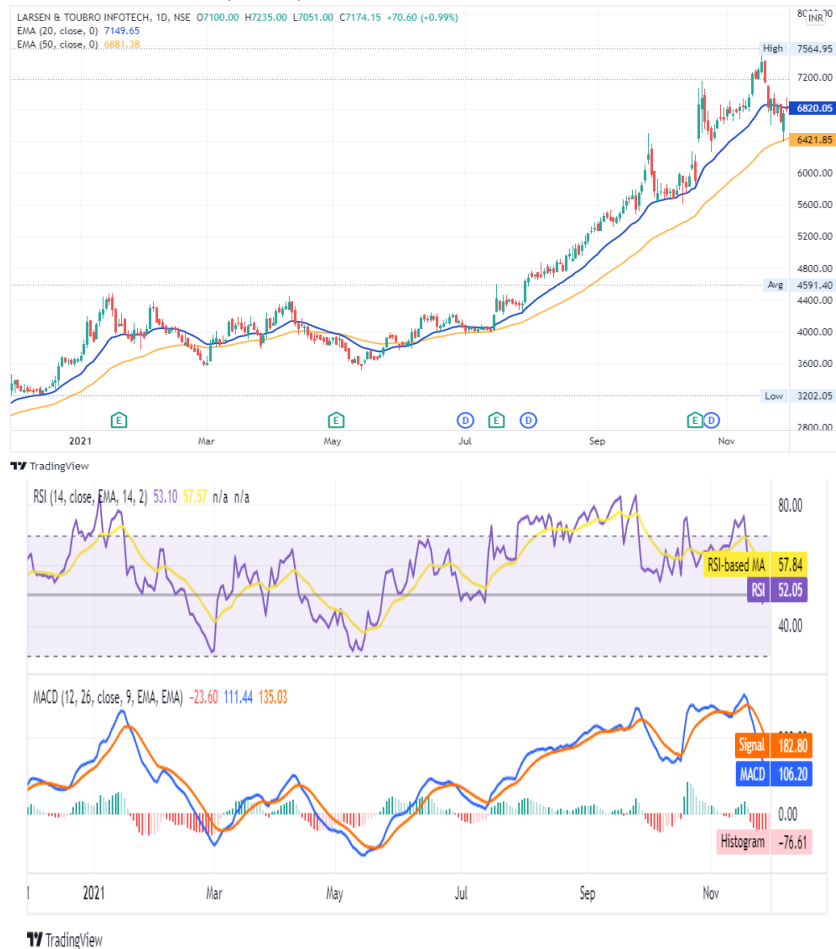 LARSEN & TOUBRO INFOTECH, 1D, NSE O7100.00 H7235.00 L7051.00 C7174.15 +70.60 (+0.99%)
EMA (20, close, 0) 7149.65
EMA (50, close, 0) 6881.38
INR
High 7564.95
7200.00
6820.05
6421.85
6000.00
5600.00
5200.00
4800.00
Avg 4591.40
4400.00
4000.00
3600.00
Low 3202.05
2800.00
E E D E D E D
2021 Mar May Jul Sep Nov
TradingView
RSI (14, close, EMA, 14, 2) 53.10 57.57 n/a n/a
80.00
RSI-based MA 57.84
RSI 52.05
40.00
MACD (12, 26, close, 9, EMA, EMA) −23.60 111.44 135.03
Signal 182.80
MACD 106.20
0.00
Histogram −76.61
2021 Mar May Jul Sep Nov
TradingView